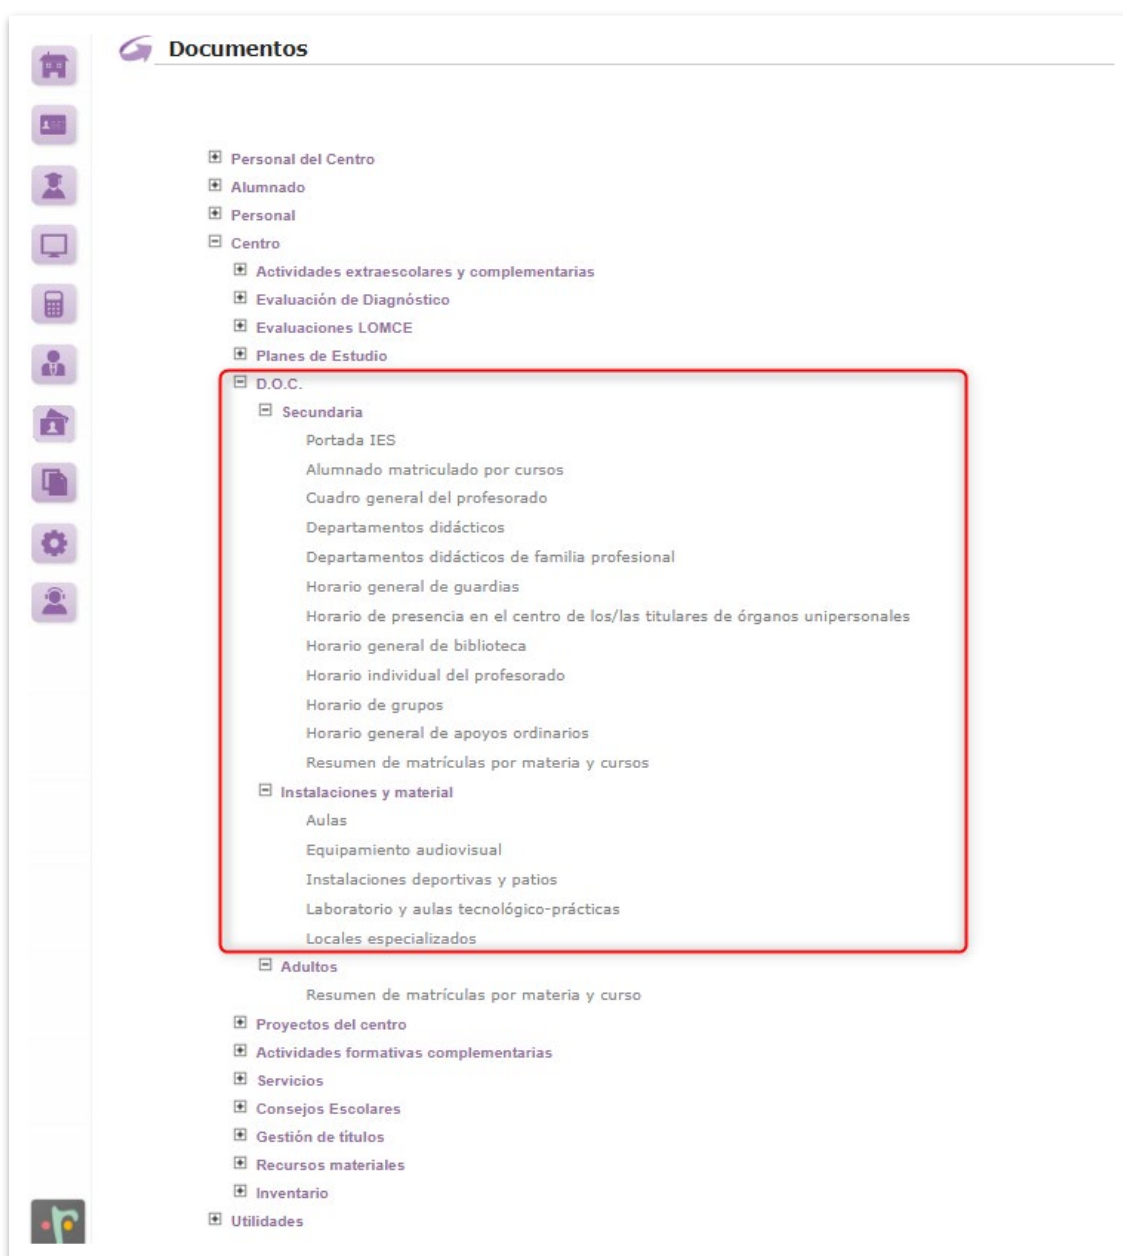 Documentos
Personal del Centro
Alumnado
Personal
Centro
Actividades extraescolares y complementarias
Evaluación de Diagnóstico
Evaluaciones LOMCE
Planes de Estudio
D.O.C.
Secundaria
Portada IES
Alumnado matriculado por cursos
Cuadro general del profesorado
Departamentos didácticos
Departamentos didácticos de familia profesional
Horario general de guardias
Horario de presencia en el centro de los/las titulares de órganos unipersonales
Horario general de biblioteca
Horario individual del profesorado
Horario de grupos
Horario general de apoyos ordinarios
Resumen de matrículas por materia y cursos
Instalaciones y material
Aulas
Equipamiento audiovisual
Instalaciones deportivas y patios
Laboratorio y aulas tecnológico-prácticas
Locales especializados
Adultos
Resumen de matrículas por materia y curso
Proyectos del centro
Actividades formativas complementarias
Servicios
Consejos Escolares
Gestión de títulos
Recursos materiales
Inventario
Utilidades